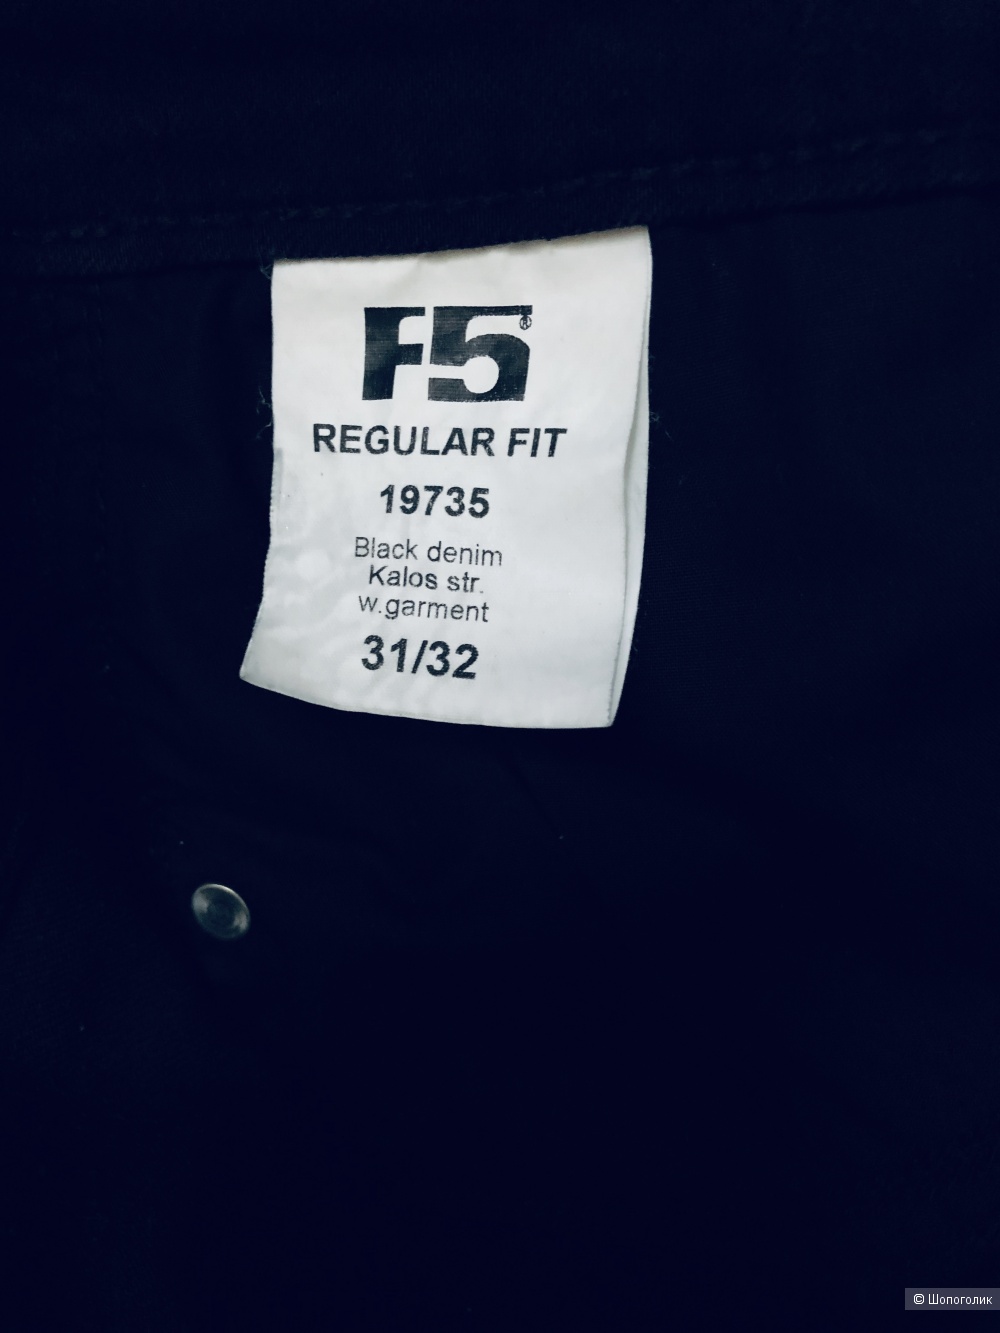 F5®
REGULAR FIT
19735
Black denim
Kalos str.
w.garment
31/32
© Шопоголик